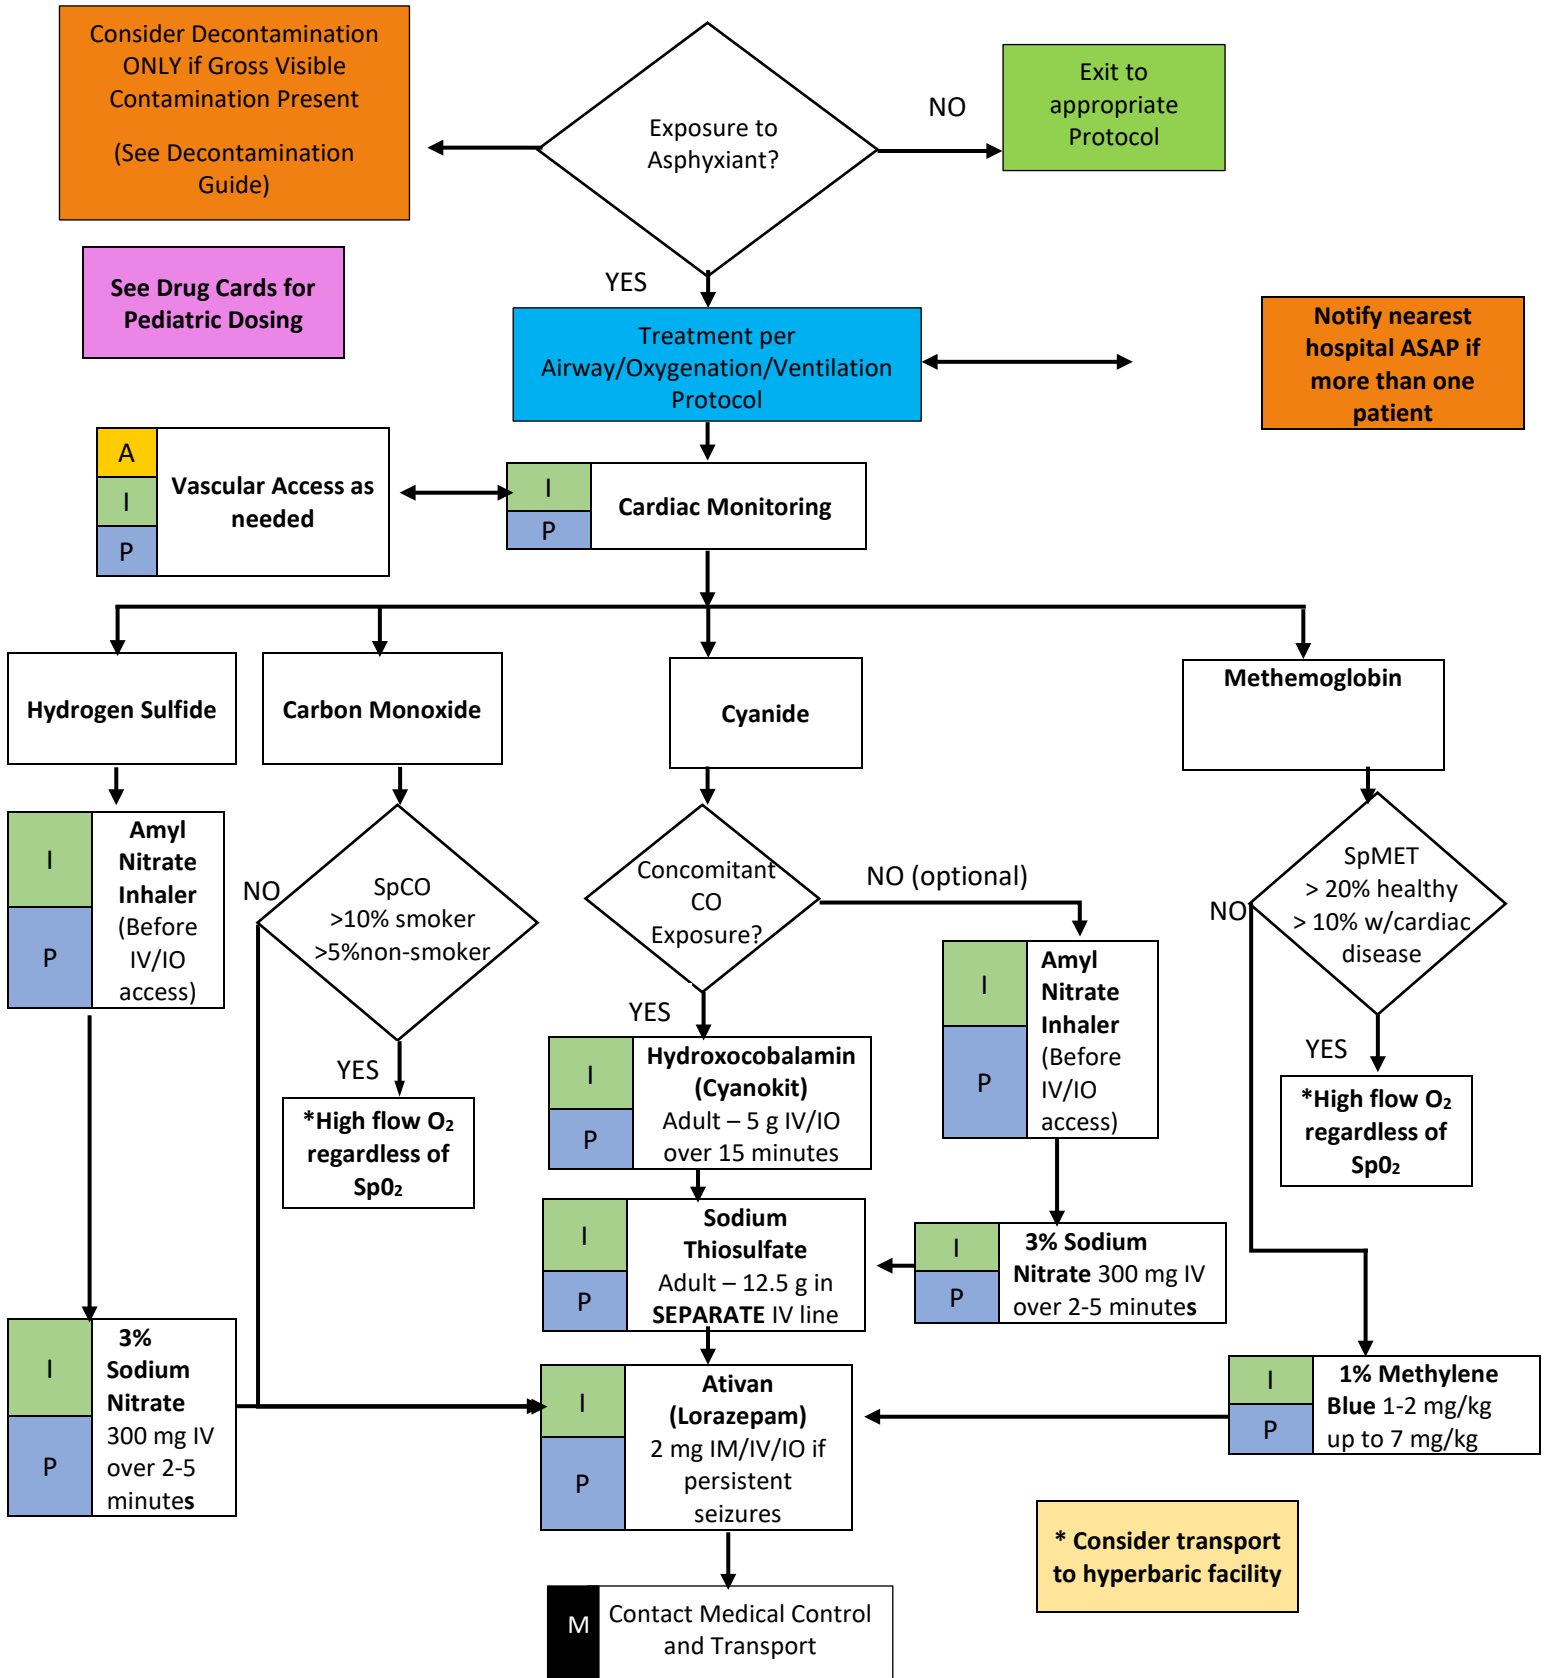 Consider Decontamination
ONLY if Gross Visible
Contamination Present
(See Decontamination
Guide)
Exposure to
Asphyxiant?
NO
Exit to
appropriate
Protocol
See Drug Cards for
Pediatric Dosing
YES
Treatment per
Airway/Oxygenation/Ventilation
Protocol
Notify nearest
hospital ASAP if
more than one
patient
A
I
P
Vascular Access as
needed
I
P
Cardiac Monitoring
Hydrogen Sulfide
Carbon Monoxide
Cyanide
Methemoglobin
I
P
Amyl
Nitrate
Inhaler
(Before
IV/IO
access)
NO
SpCO
>10% smoker
>5%non-smoker
YES
*High flow O₂
regardless of
Sp0₂
Concomitant
CO
Exposure?
NO (optional)
YES
I
P
Hydroxocobalamin
(Cyanokit)
Adult – 5 g IV/IO
over 15 minutes
I
P
Amyl
Nitrate
Inhaler
(Before
IV/IO
access)
SpMET
> 20% healthy
> 10% w/cardiac
disease
NO
YES
*High flow O₂
regardless of
Sp0₂
I
P
Sodium
Thiosulfate
Adult – 12.5 g in
SEPARATE IV line
I
P
3% Sodium
Nitrate 300 mg IV
over 2-5 minutes
I
P
3%
Sodium
Nitrate
300 mg IV
over 2-5
minutes
I
P
Ativan
(Lorazepam)
2 mg IM/IV/IO if
persistent
seizures
I
P
1% Methylene
Blue 1-2 mg/kg
up to 7 mg/kg
* Consider transport
to hyperbaric facility
M
Contact Medical Control
and Transport